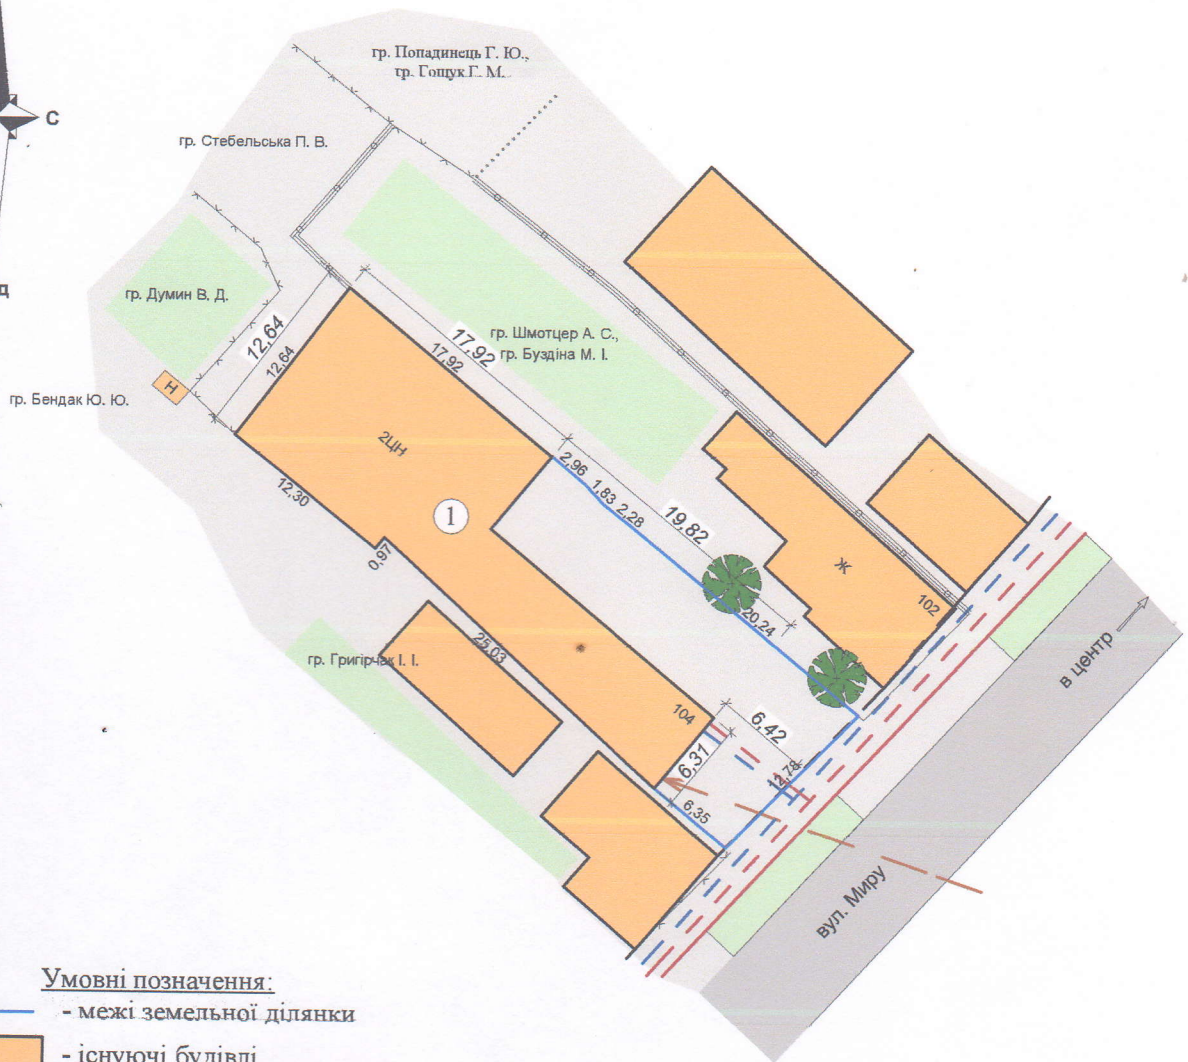 гр. Попадинець Г. Ю.,
гр. Гощук Г. М.
С
гр. Стебельська П. В.
д
гр. Думин В. Д.
12,64
12,64
17,92
17,92
гр. Шмотцер А. С.,
гр. Буздіна М. І.
гр. Бендак Ю. Ю.
Н
2ЦН
2,96
1,83
2,28
19,82
12,30
1
0,97
Ж
102
20,24
25,03
гр. Григірчак І. І.
в центр
104
6,42
6,31
12,78
6,35
вул. Миру
Умовні позначення:
- межі земельної ділянки
- існуючі будівлі